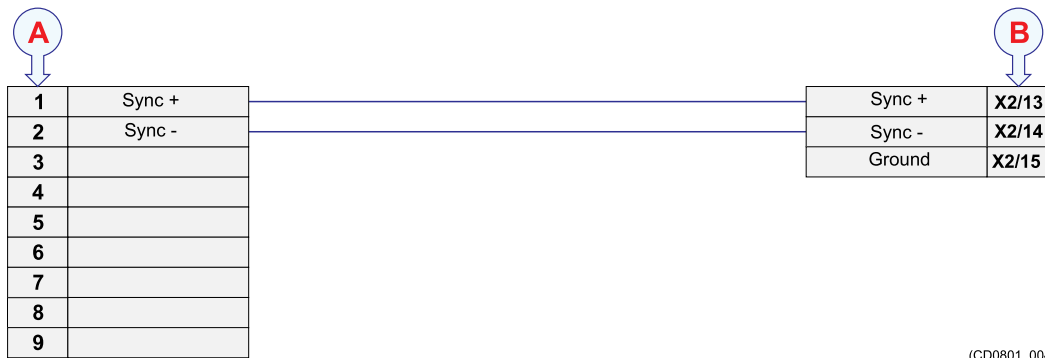 A B
1 Sync + Sync + X2/13
2 Sync - Sync - X2/14
3 Ground X2/15
4
5
6
7
8
9
(CD0801_00